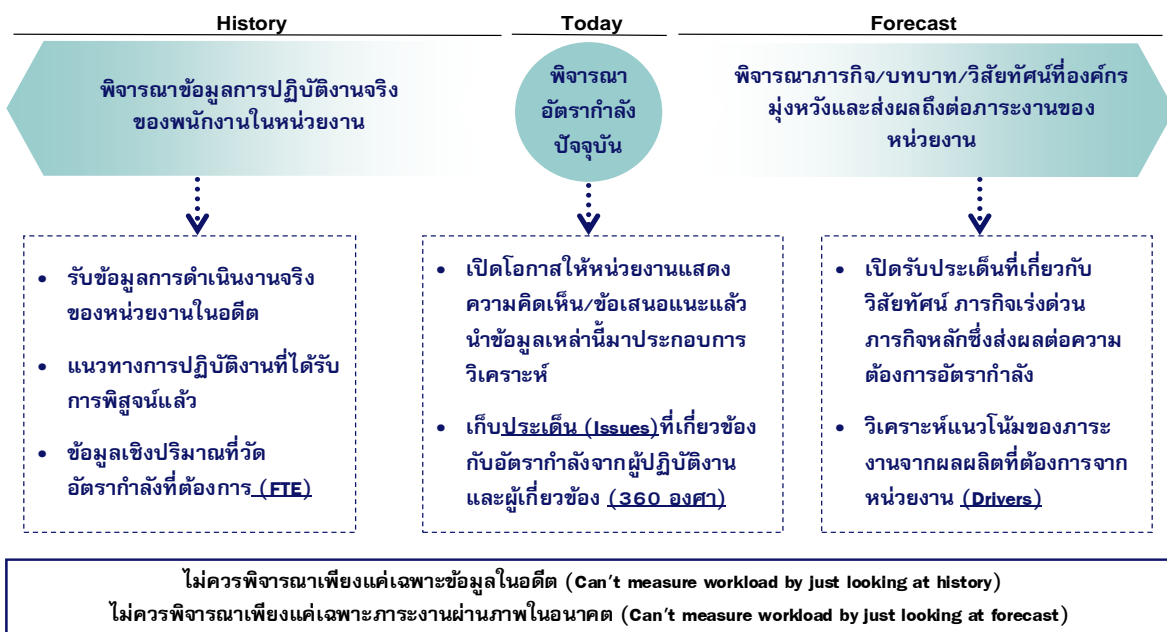 History
Today
Forecast
พิจารณาข้อมูลการปฏิบัติงานจริง
ของพนักงานในหน่วยงาน
พิจารณา
อัตรากำลัง
ปัจจุบัน
พิจารณาภารกิจ/บทบาท/วิสัยทัศน์ที่องค์กร
มุ่งหวังและส่งผลถึงต่อภาระงานของ
หน่วยงาน
• รับข้อมูลการดำเนินงานจริง
ของหน่วยงานในอดีต
• แนวทางการปฏิบัติงานที่ได้รับ
การพิสูจน์แล้ว
• ข้อมูลเชิงปริมาณที่วัด
อัตรากำลังที่ต้องการ (FTE)
• เปิดโอกาสให้หน่วยงานแสดง
ความคิดเห็น/ข้อเสนอแนะแล้ว
นำข้อมูลเหล่านี้มาประกอบการ
วิเคราะห์
• เก็บประเด็น (Issues)ที่เกี่ยวข้อง
กับอัตรากำลังจากผู้ปฏิบัติงาน
และผู้เกี่ยวข้อง (360 องศา)
• เปิดรับประเด็นที่เกี่ยวกับ
วิสัยทัศน์ ภารกิจเร่งด่วน
ภารกิจหลักซึ่งส่งผลต่อความ
ต้องการอัตรากำลัง
• วิเคราะห์แนวโน้มของภาระ
งานจากผลผลิตที่ต้องการจาก
หน่วยงาน (Drivers)
ไม่ควรพิจารณาเพียงแค่เฉพาะข้อมูลในอดีต (Can't measure workload by just looking at history)
ไม่ควรพิจารณาเพียงแค่เฉพาะภาระงานผ่านภาพในอนาคต (Can't measure workload by just looking at forecast)